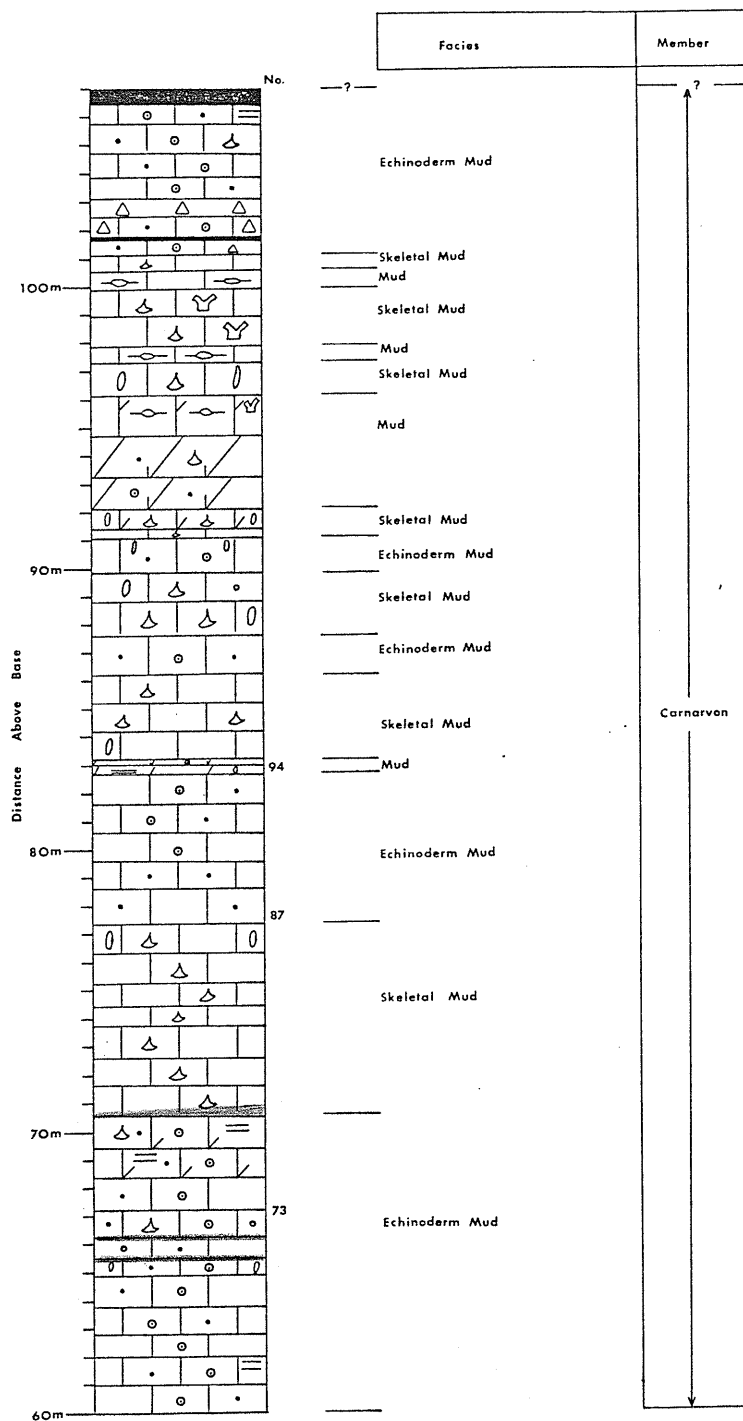 Facies Member
No.
—?— —?—
Echinoderm Mud
Skeletal Mud
Mud
100m
Skeletal Mud
Mud
Skeletal Mud
Mud
Skeletal Mud
Echinoderm Mud
90m
Skeletal Mud
Echinoderm Mud
Distance Above Base
Carnarvon
Skeletal Mud
94
Mud
80m
Echinoderm Mud
87
Skeletal Mud
70m
73
Echinoderm Mud
60m